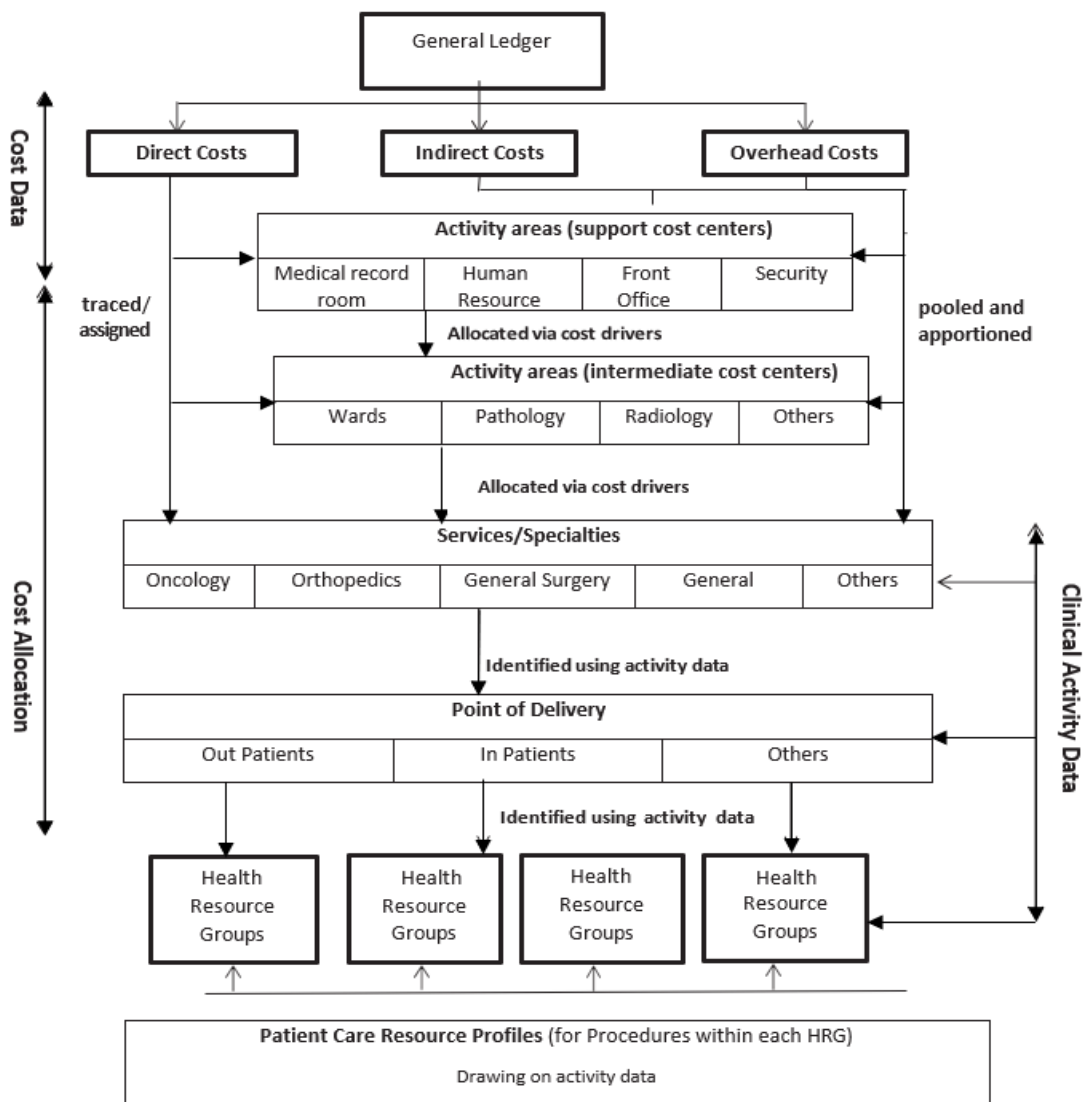 General Ledger
Cost Data
Direct Costs
Indirect Costs
Overhead Costs
Activity areas (support cost centers)
Medical record
room
Human
Resource
Front
Office
Security
traced/
assigned
pooled and
apportioned
Allocated via cost drivers
Activity areas (intermediate cost centers)
Wards
Pathology
Radiology
Others
Allocated via cost drivers
Cost Allocation
Services/Specialties
Oncology
Orthopedics
General Surgery
General
Others
Clinical Activity Data
Identified using activity data
Point of Delivery
Out Patients
In Patients
Others
Identified using activity data
Health
Resource
Groups
Health
Resource
Groups
Health
Resource
Groups
Health
Resource
Groups
Patient Care Resource Profiles (for Procedures within each HRG)
Drawing on activity data